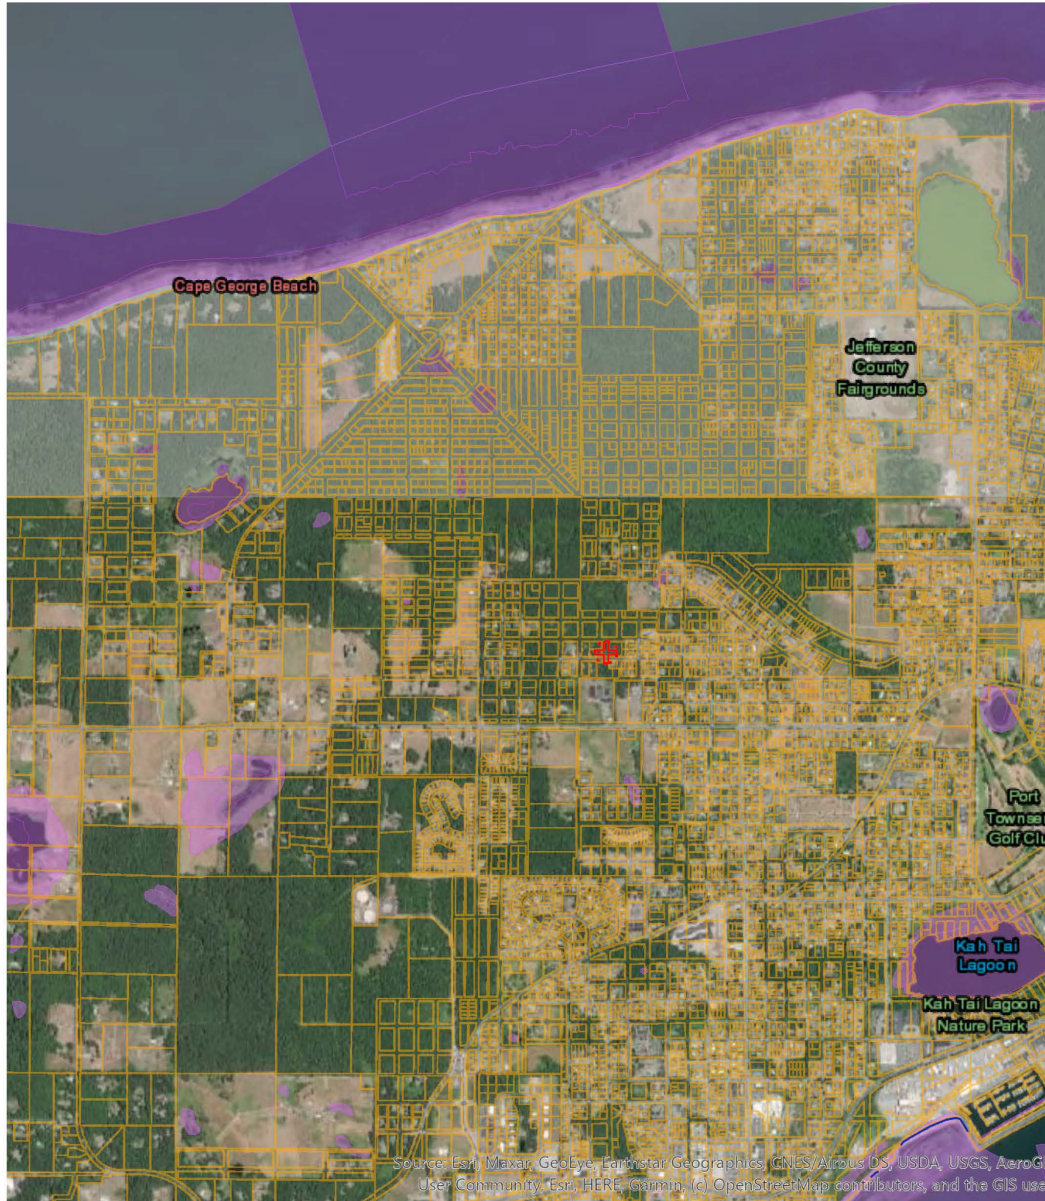 Cape George Beach
Jefferson
County
Fairgrounds
Port
Townse
Golf Clu
Kah Tai
Lagoon
Kah Tai Lagoon
Nature Park
Source: Esri, Maxar, GeoEye, Earthstar Geographics, CNES/Airbus DS, USDA, USGS, AeroG
User Community, Esri, HERE, Garmin, (c) OpenStreetMap contributors, and the GIS use